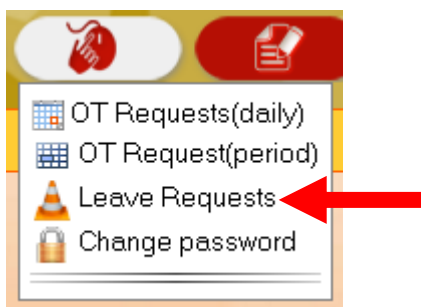 OT Requests(daily)
OT Request(period)
Leave Requests
Change password